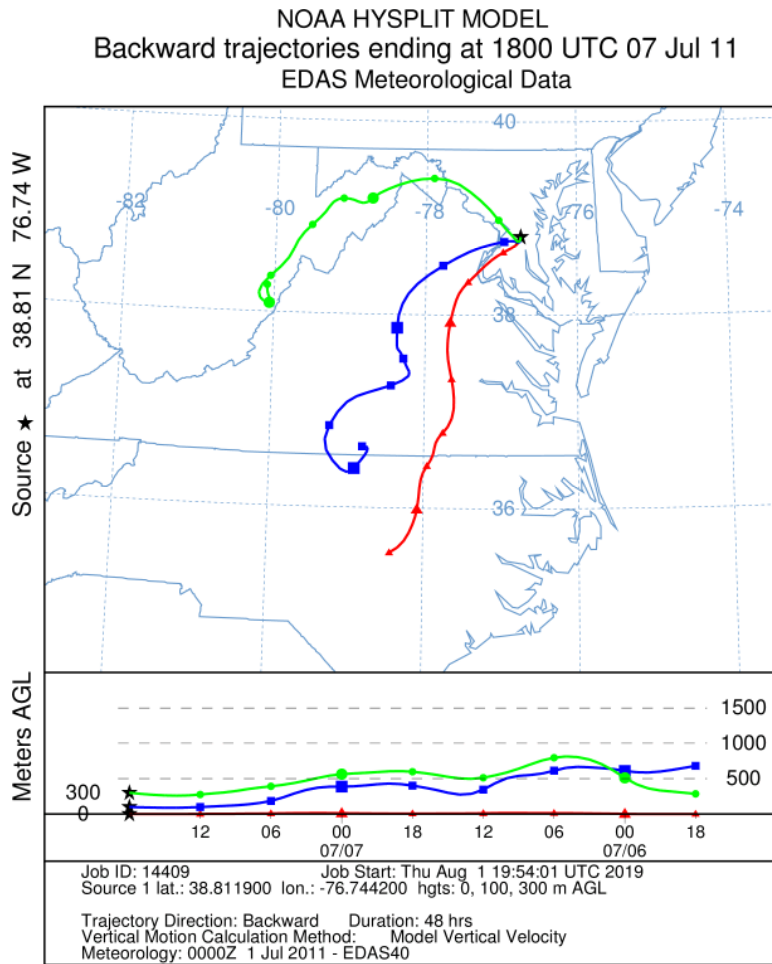 NOAA HYSPLIT MODEL
Backward trajectories ending at 1800 UTC 07 Jul 11
EDAS Meteorological Data
Source ★ at 38.81 N 76.74 W
40
-82
-80
-78
-76
-74
38
36
Meters AGL
1500
1000
500
300
0
12 06 00 18 12 06 00 18
07/07 07/06
Job ID: 14409 Job Start: Thu Aug 1 19:54:01 UTC 2019
Source 1 lat.: 38.811900 lon.: -76.744200 hgts: 0, 100, 300 m AGL
Trajectory Direction: Backward Duration: 48 hrs
Vertical Motion Calculation Method: Model Vertical Velocity
Meteorology: 0000Z 1 Jul 2011 - EDAS40